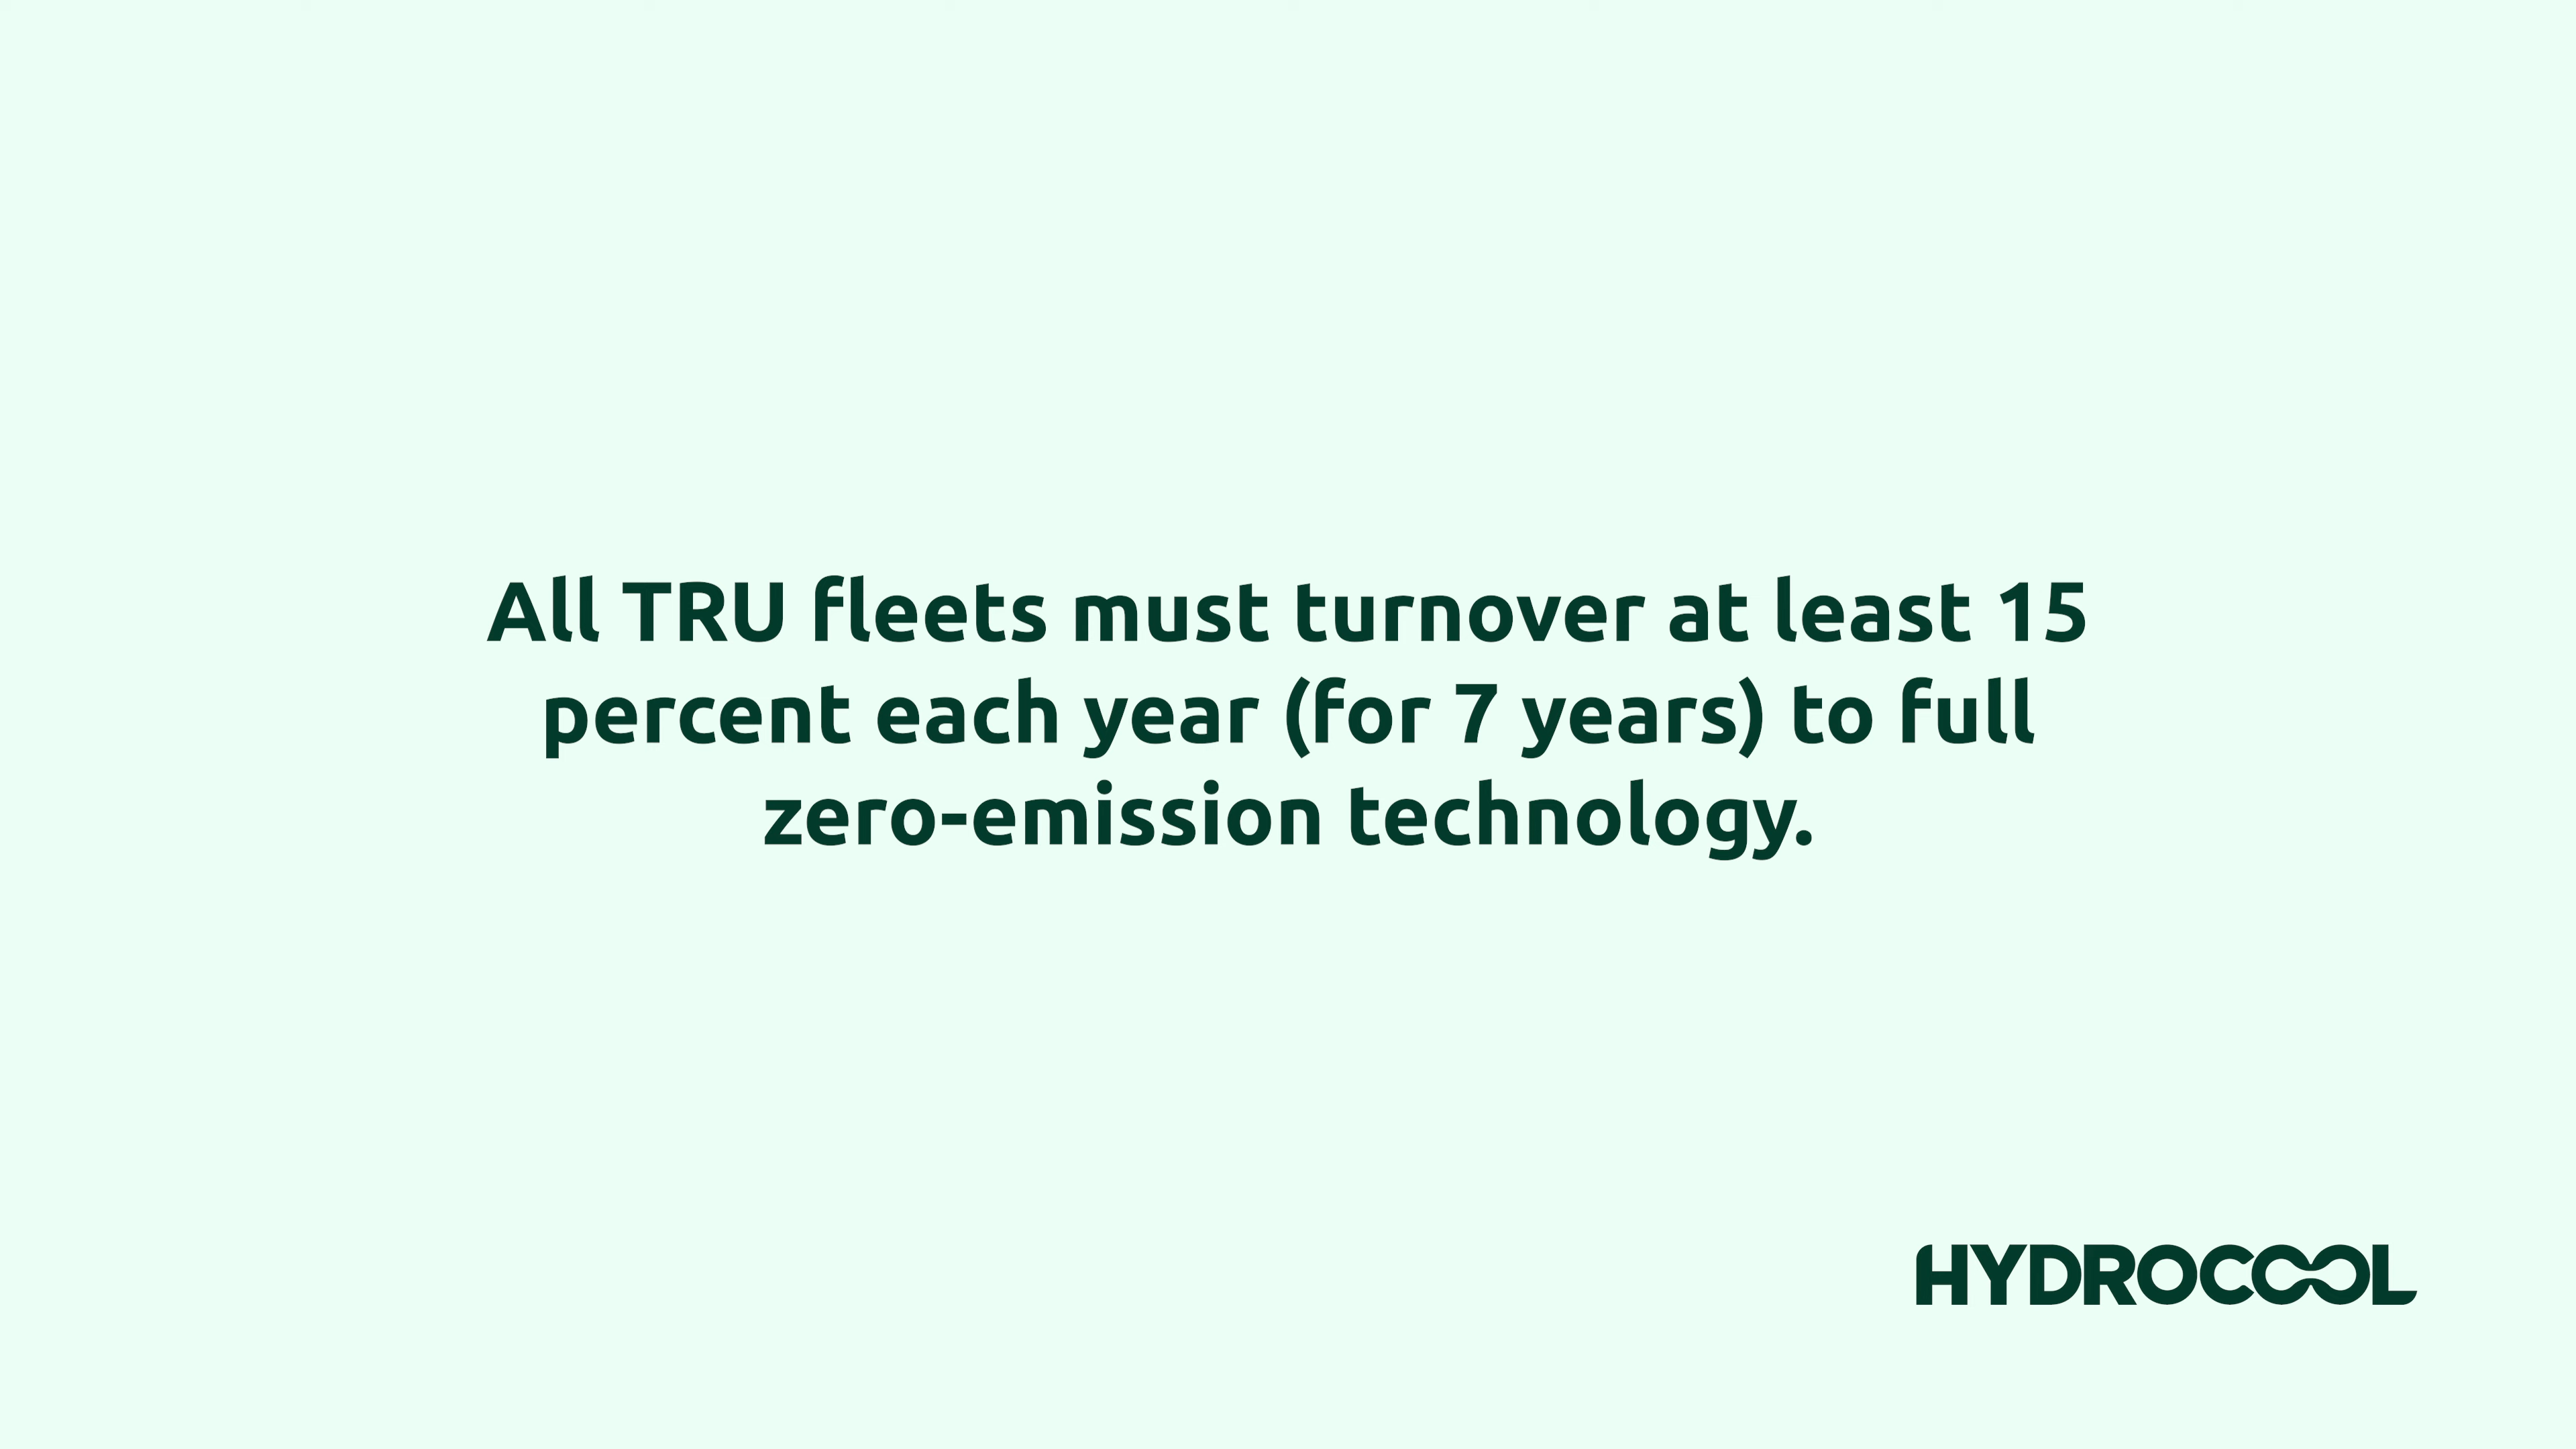 All TRU fleets must turnover at least 15
percent each year (for 7 years) to full
zero-emission technology.
HYDROCOOL